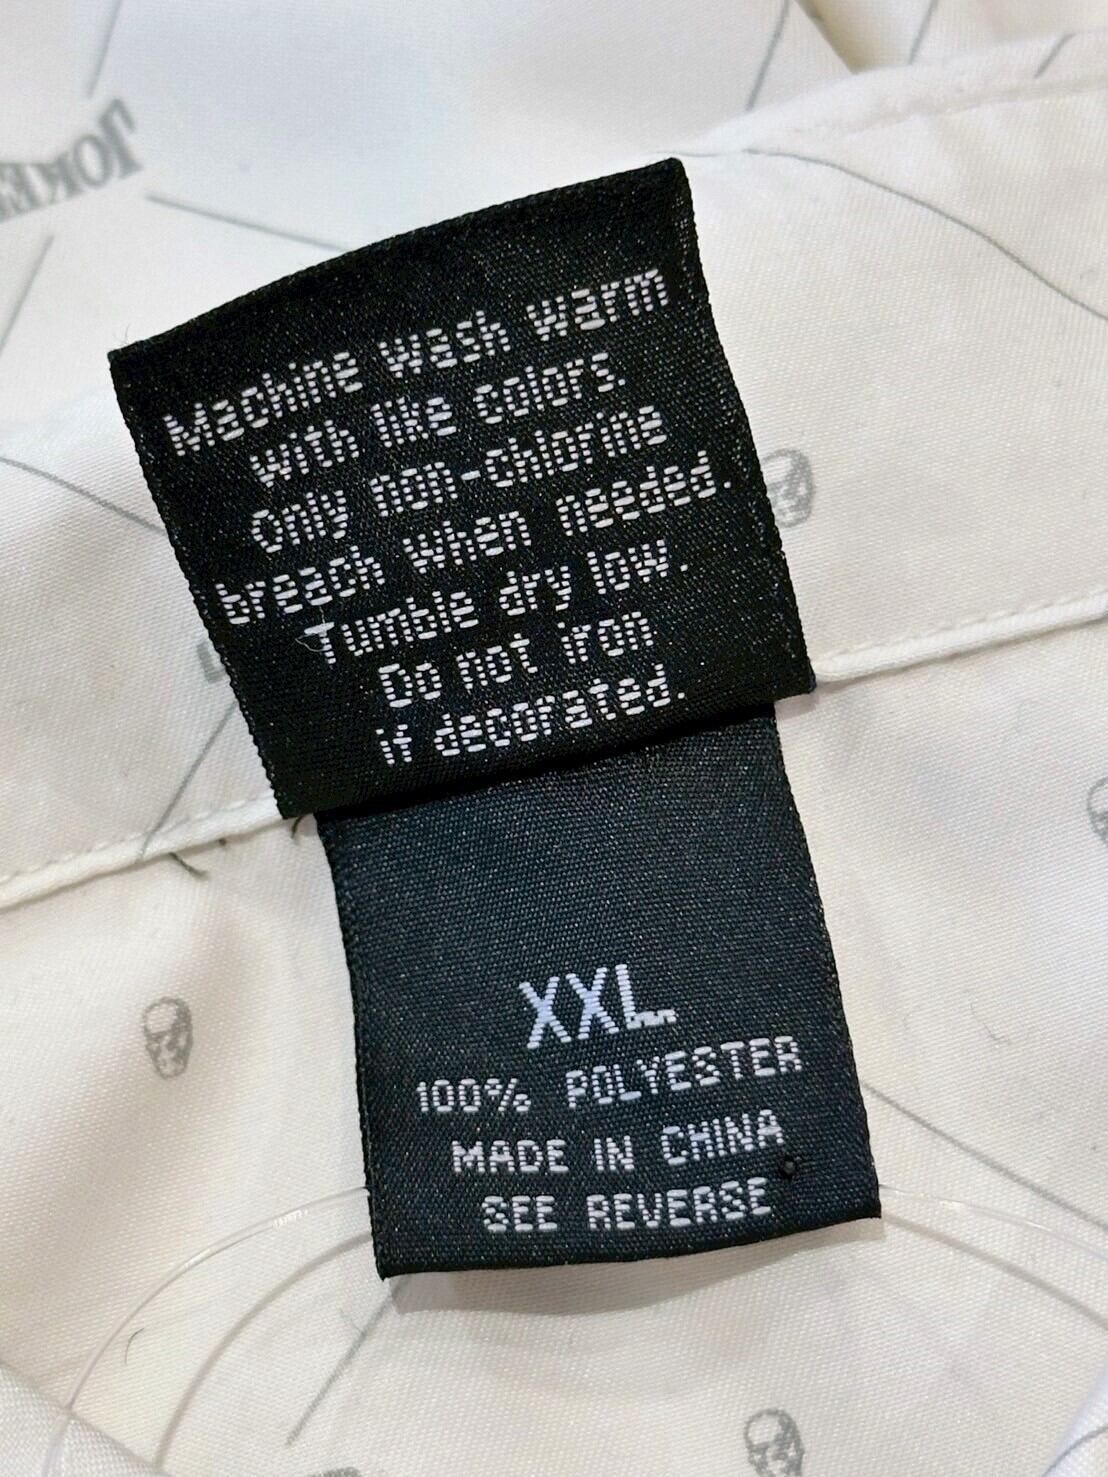 JOKE
Machine wash warm
with like colors.
Only non-chlorine
breach when needed.
Tumble dry low.
Do not iron
if decorated.
XXL
100% POLYESTER
MADE IN CHINA
SEE REVERSE